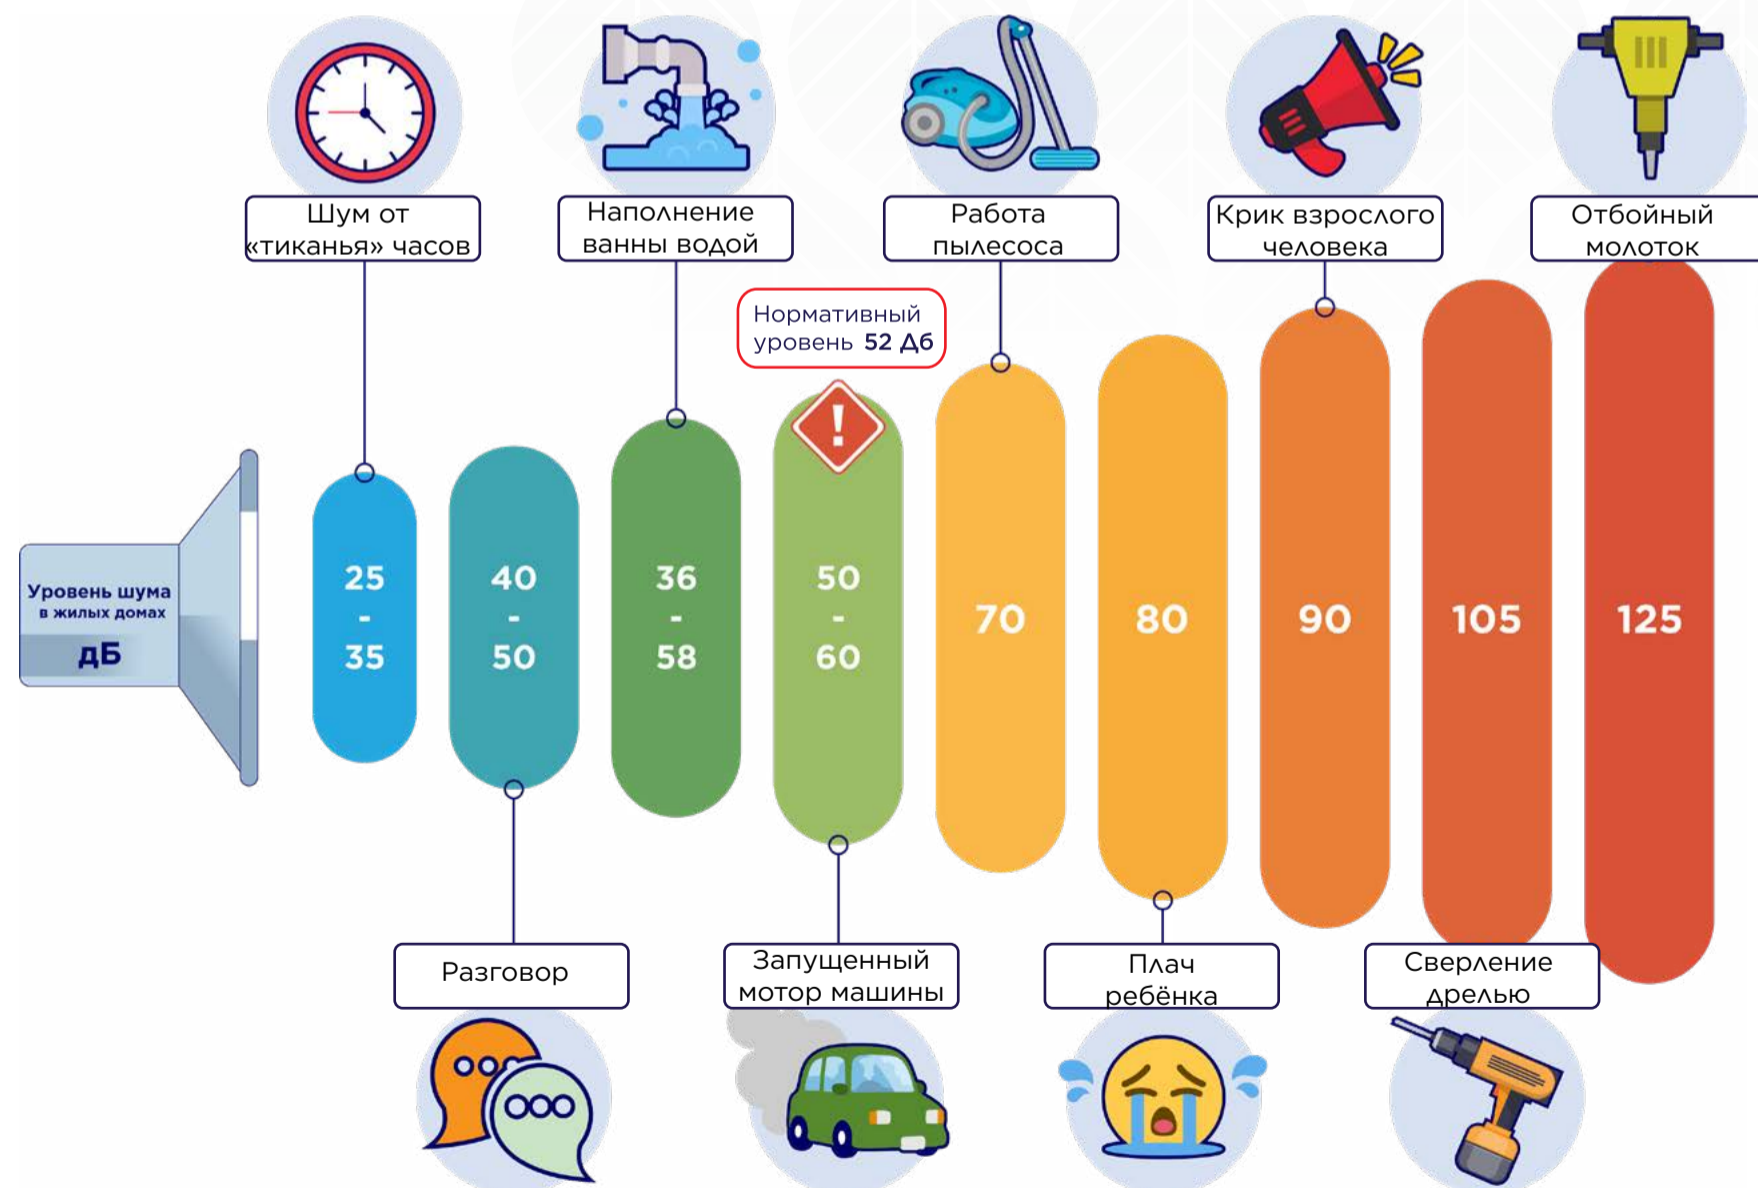 Шум от
«тиканья» часов
Наполнение
ванны водой
Работа
пылесоса
Крик взрослого
человека
Отбойный
молоток
Нормативный
уровень 52 Дб
Уровень шума
в жилых домах
дБ
25
-
35
40
-
50
36
-
58
50
-
60
70
80
90
105
125
Разговор
Запущенный
мотор машины
Плач
ребёнка
Сверление
дрелью